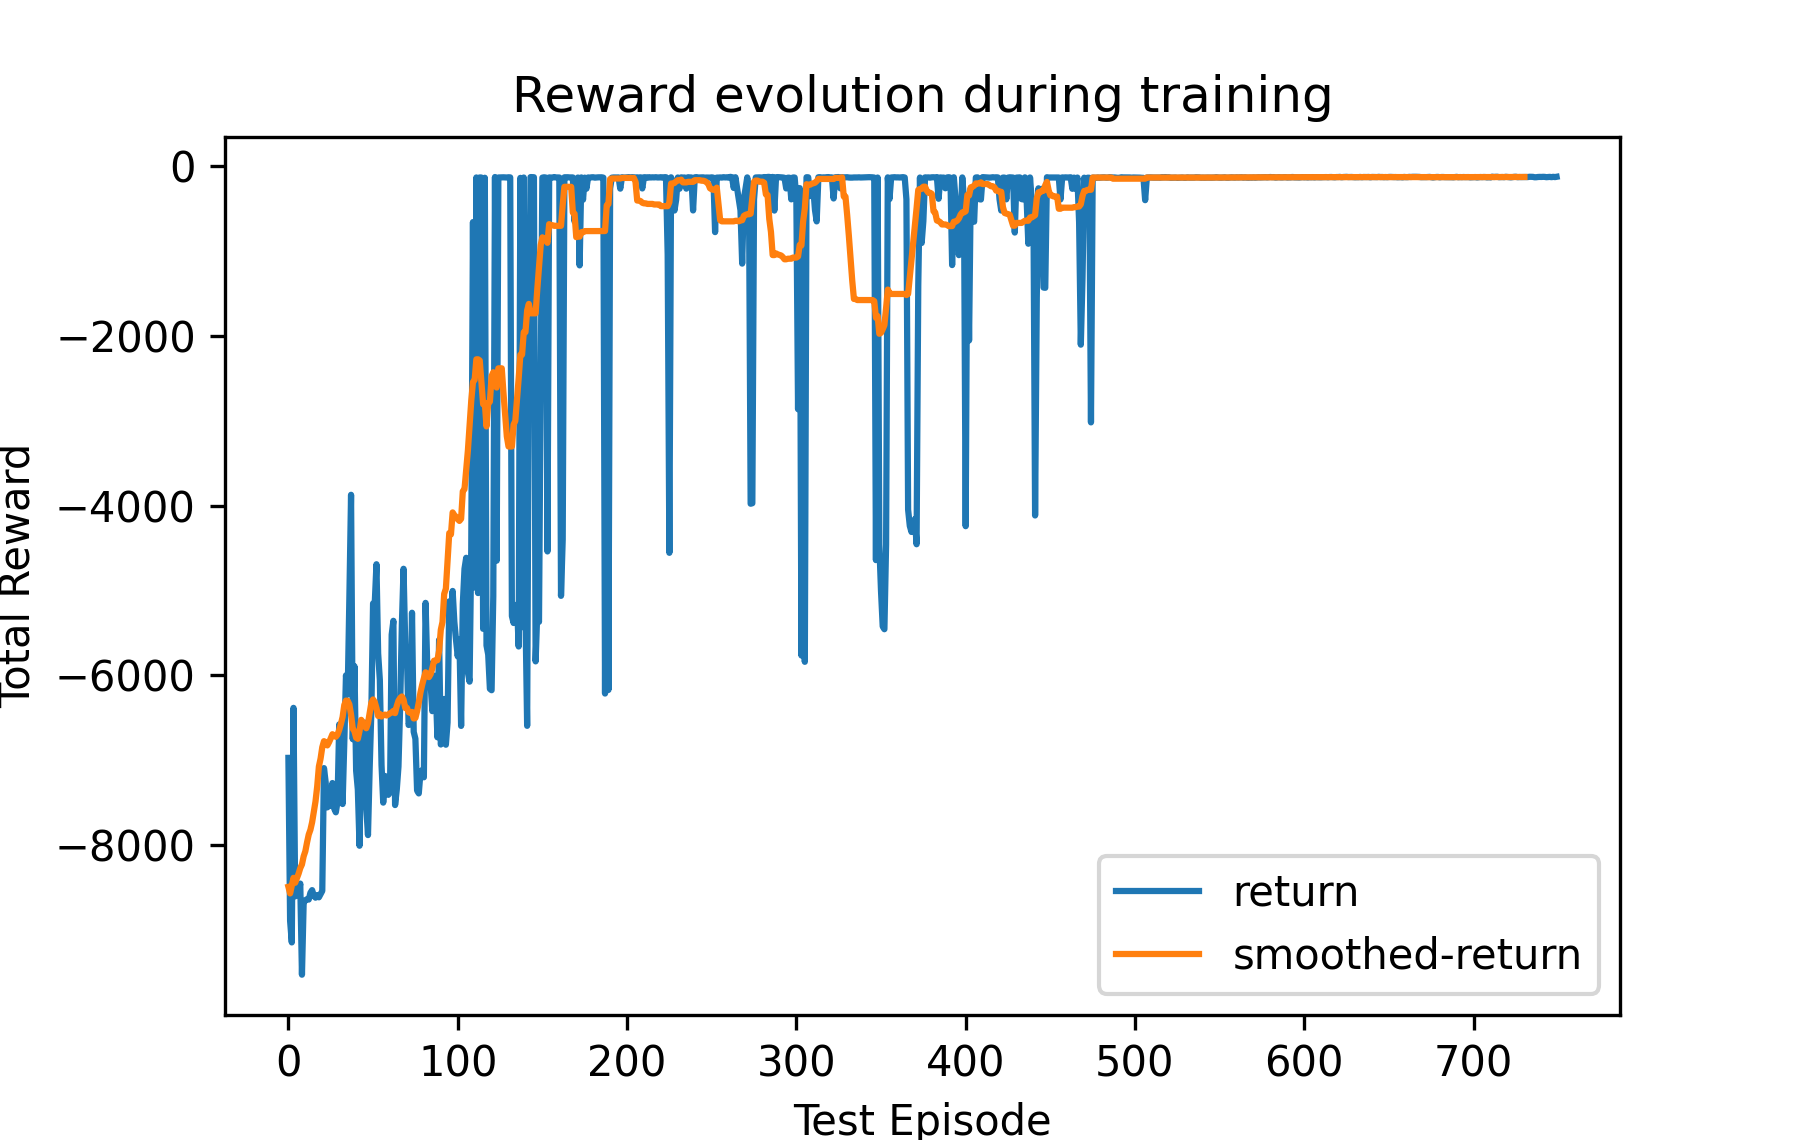 Reward evolution during training
Total Reward
0
−2000
−4000
−6000
−8000
0 100 200 300 400 500 600 700
Test Episode
return
smoothed-return